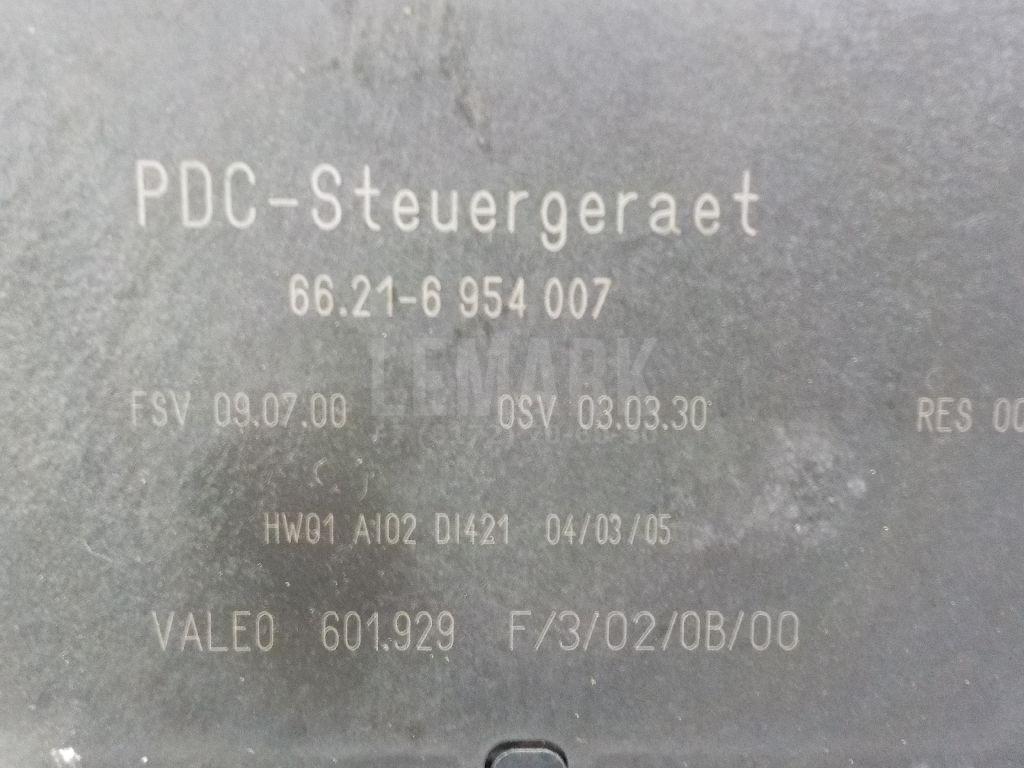 PDC-Steuergeraet
66.21-6 954 007
LEMARK
FSV 09.07.00 OSV 03.03.30 RES
HW01 AI02 DI421 04/03/05
VALEO 601.929 F/3/02/0B/00